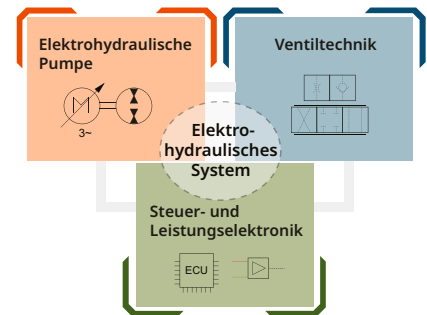 Elektrohydraulische
Pumpe
M
3~
Ventiltechnik
Elektro-
hydraulisches
System
Steuer- und
Leistungselektronik
ECU